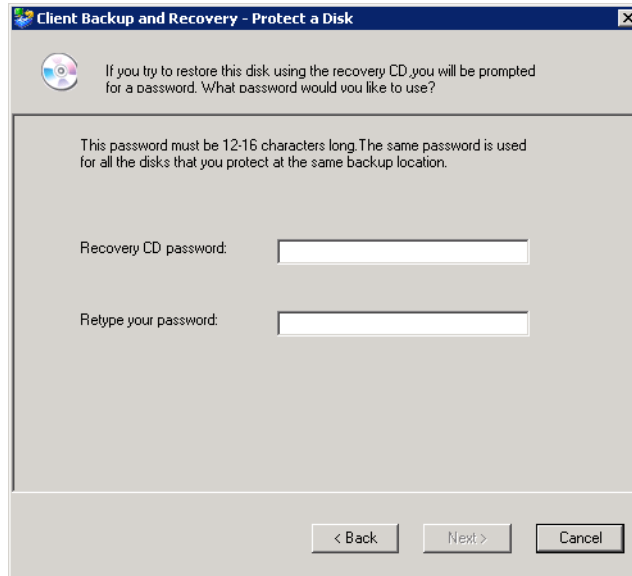 Client Backup and Recovery - Protect a Disk
If you try to restore this disk using the recovery CD,you will be prompted
for a password. What password would you like to use?
This password must be 12-16 characters long.The same password is used
for all the disks that you protect at the same backup location.
Recovery CD password:
Retype your password:
< Back
Next >
Cancel